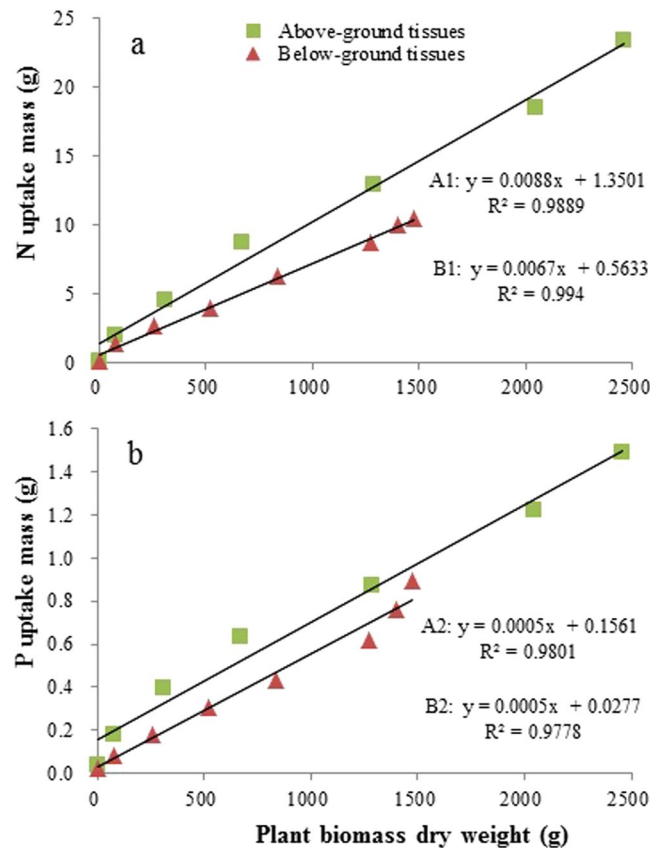 a
Above-ground tissues
Below-ground tissues
N uptake mass (g)
25
20
15
10
5
0
A1: y = 0.0088x + 1.3501
R² = 0.9889
B1: y = 0.0067x + 0.5633
R² = 0.994
0 500 1000 1500 2000 2500
b
P uptake mass (g)
1.6
1.4
1.2
1.0
0.8
0.6
0.4
0.2
0.0
A2: y = 0.0005x + 0.1561
R² = 0.9801
B2: y = 0.0005x + 0.0277
R² = 0.9778
0 500 1000 1500 2000 2500
Plant biomass dry weight (g)